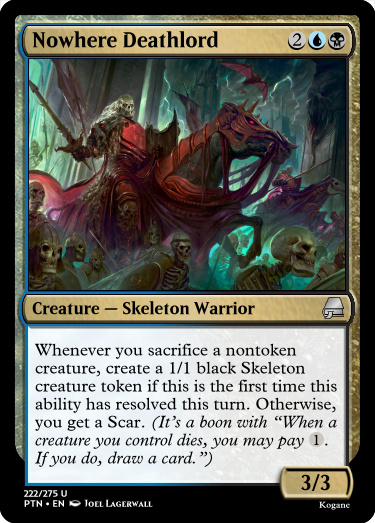 Nowhere Deathlord 2UB
Creature — Skeleton Warrior
Whenever you sacrifice a nontoken
creature, create a 1/1 black Skeleton
creature token if this is the first time this
ability has resolved this turn. Otherwise,
you get a Scar. (It's a boon with "When a
creature you control dies, you may pay 1.
If you do, draw a card.")
3/3
222/275 U
PTN • EN Joel Lagerwall
Kogane